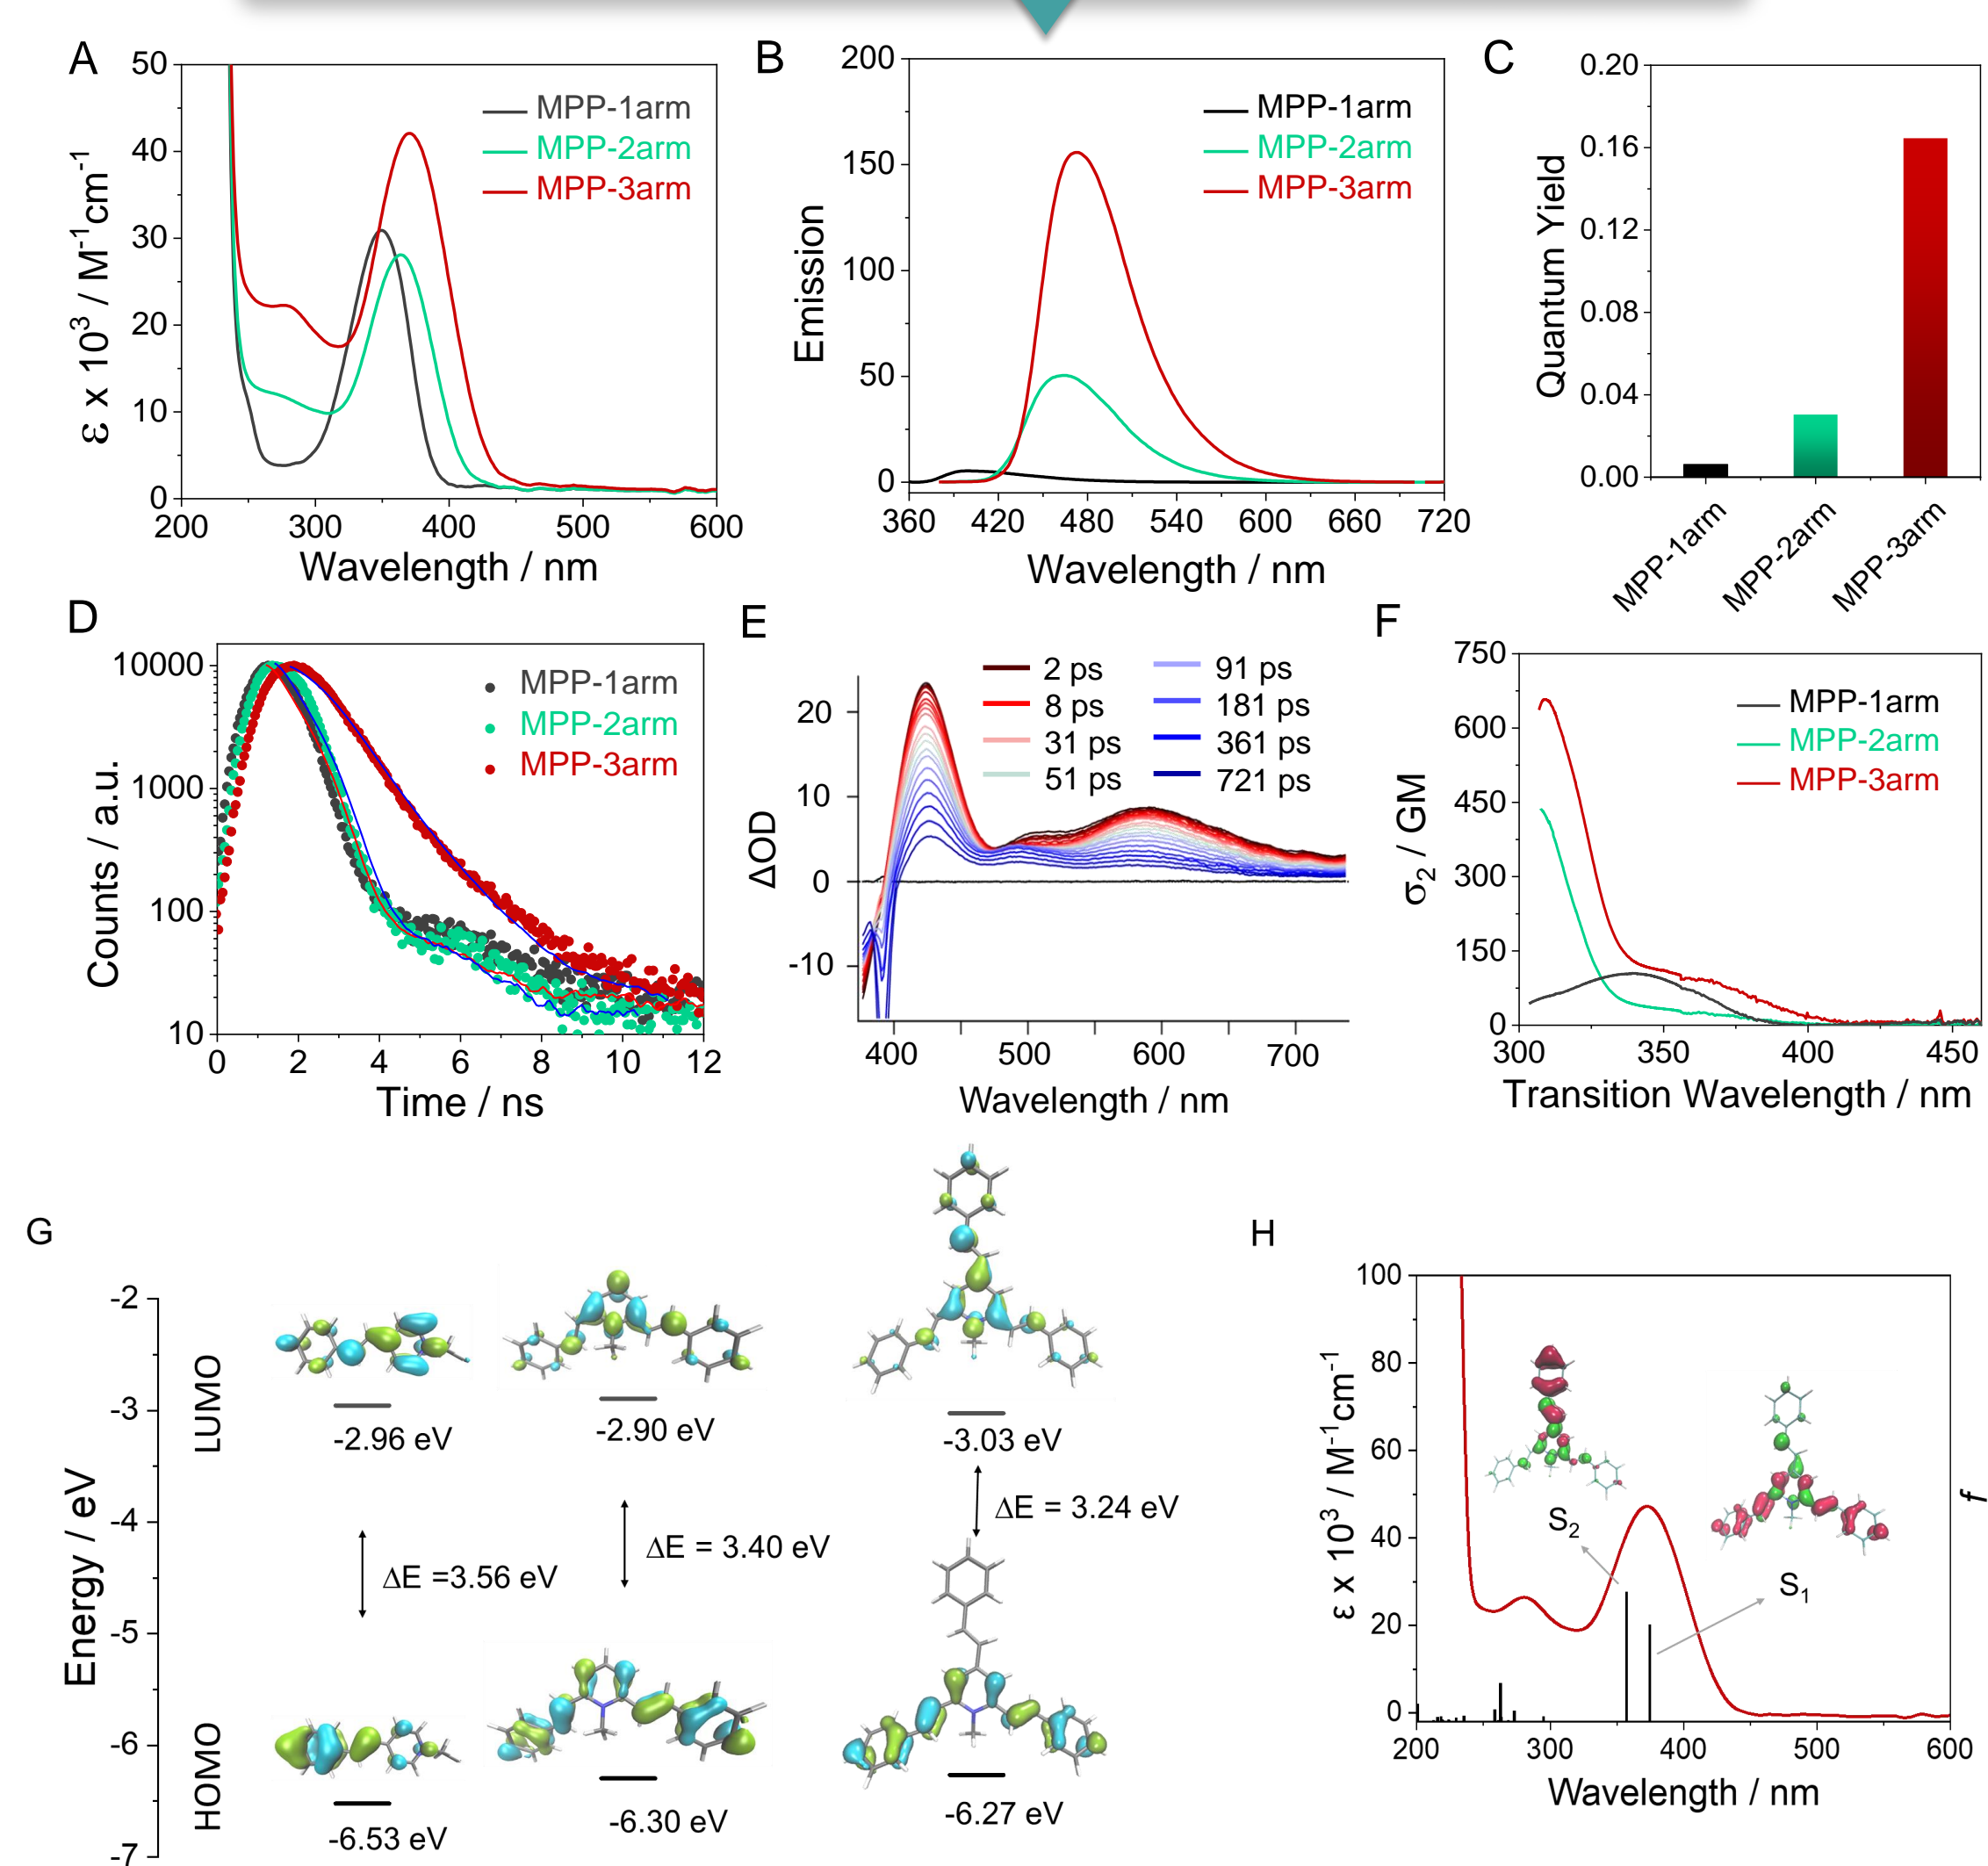 A
50
40
30
20
10
0
200 300 400 500 600
ε x 10³ / M⁻¹cm⁻¹
Wavelength / nm
MPP-1arm
MPP-2arm
MPP-3arm
B
200
150
100
50
0
360 420 480 540 600 660 720
Emission
Wavelength / nm
MPP-1arm
MPP-2arm
MPP-3arm
C
0.20
0.16
0.12
0.08
0.04
0.00
Quantum Yield
MPP-1arm
MPP-2arm
MPP-3arm
D
10000
1000
100
10
0 2 4 6 8 10 12
Counts / a.u.
Time / ns
MPP-1arm
MPP-2arm
MPP-3arm
E
20
10
0
-10
400 500 600 700
ΔOD
Wavelength / nm
2 ps
8 ps
31 ps
51 ps
91 ps
181 ps
361 ps
721 ps
F
750
600
450
300
150
0
300 350 400 450
σ₂ / GM
Transition Wavelength / nm
MPP-1arm
MPP-2arm
MPP-3arm
G
-2
-3
-4
-5
-6
-7
Energy / eV
LUMO
HOMO
-2.96 eV
-2.90 eV
-3.03 eV
ΔE =3.56 eV
ΔE = 3.40 eV
ΔE = 3.24 eV
-6.53 eV
-6.30 eV
-6.27 eV
H
100
80
60
40
20
0
200 300 400 500 600
ε x 10³ / M⁻¹cm⁻¹
Wavelength / nm
S₂
S₁
f